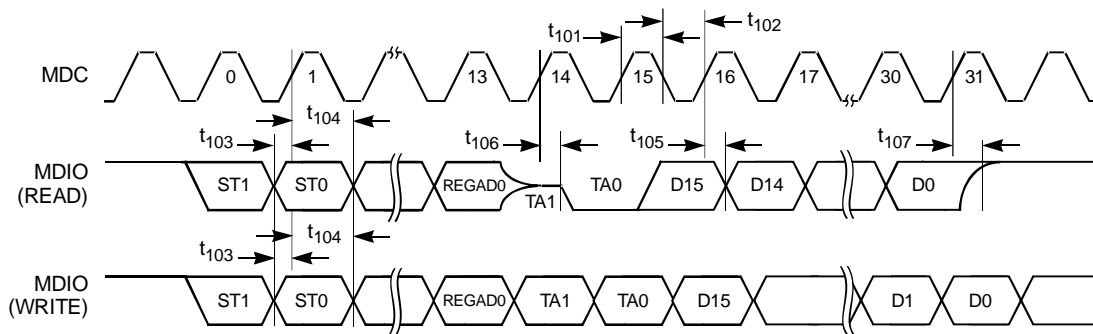 t101 t102
MDC 0 1 13 14 15 16 17 30 31
t103 t104 t106 t105 t107
MDIO
(READ) ST1 ST0 REGAD0 TA1 TA0 D15 D14 D0
t103 t104
MDIO
(WRITE) ST1 ST0 REGAD0 TA1 TA0 D15 D1 D0